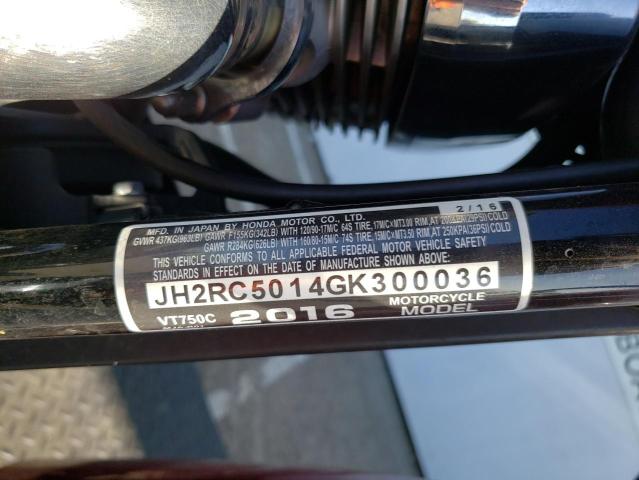 2/16
MFD. IN JAPAN BY HONDA MOTOR CO., LTD.
GVWR 437KG(963LB) GAWR F155KG(342LB) WITH 120/90-17M/C 64S TIRE, 17M/C×MT3.00 RIM, AT 200KPA(29PSI) COLD
GAWR R284KG(626LB) WITH 160/80-15M/C 74S TIRE, 15M/C×MT3.50 RIM, AT 250KPA(36PSI) COLD
THIS VEHICLE CONFORMS TO ALL APPLICABLE FEDERAL MOTOR VEHICLE SAFETY
STANDARDS IN EFFECT ON THE DATE OF MANUFACTURE SHOWN ABOVE.
JH2RC5014GK300036
VT750C 2016 MOTORCYCLE MODEL